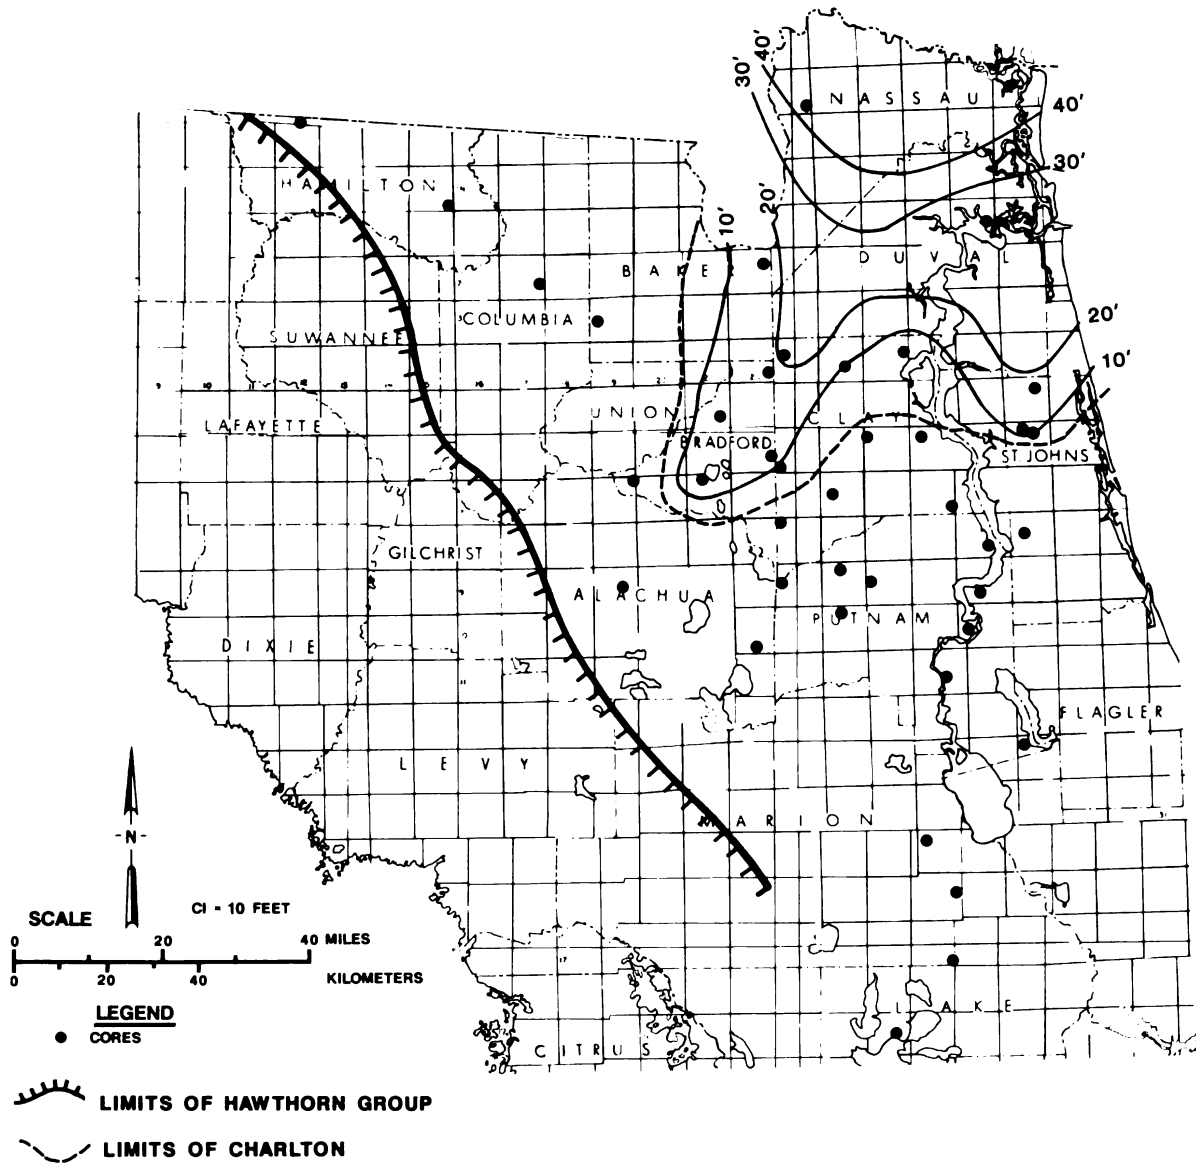 40'
30'
NASSAU
40'
30'
HAMILTON
20'
10'
BAKE
DUVAL
COLUMBIA
SUWANNEE
20'
10'
UNION
CLAY
LAFAYETTE
BRADFORD
ST JOHNS
GILCHRIST
ALACHUA
PUTNAM
DIXIE
FLAGLER
LEVY
MARION
-N-
CI = 10 FEET
SCALE
0 20 40 MILES
0 20 40 KILOMETERS
LEGEND
CORES
LAKE
CITRUS
LIMITS OF HAWTHORN GROUP
LIMITS OF CHARLTON